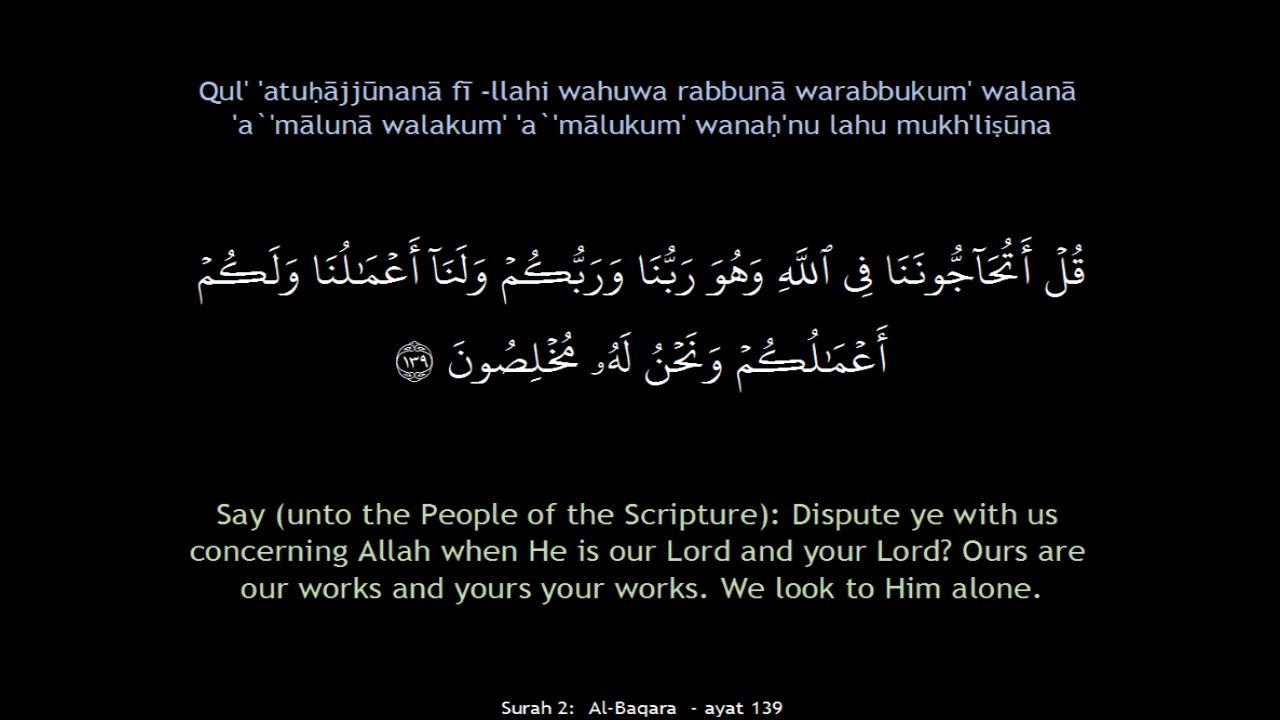 Qul' 'atuḥājjūnanā fī -llahi wahuwa rabbunā warabbukum' walanā
'a`'mālunā walakum' 'a`'mālukum' wanaḥ'nu lahu mukh'liṣūna
قُلۡ أَتُحَآجُّونَنَا فِي ٱللَّهِ وَهُوَ رَبُّنَا وَرَبُّكُمۡ وَلَنَآ أَعۡمَٰلُنَا وَلَكُمۡ
أَعۡمَٰلُكُمۡ وَنَحۡنُ لَهُۥ مُخۡلِصُونَ ١٣٩
Say (unto the People of the Scripture): Dispute ye with us
concerning Allah when He is our Lord and your Lord? Ours are
our works and yours your works. We look to Him alone.
Surah 2: Al-Baqara - ayat 139